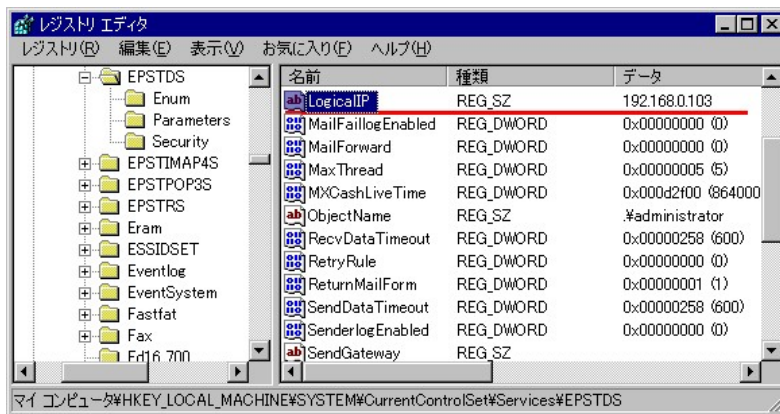 レジストリ エディタ
レジストリ(R) 編集(E) 表示(V) お気に入り(F) ヘルプ(H)
EPSTDS
Enum
Parameters
Security
EPSTIMAP4S
EPSTPOP3S
EPSTRS
Eram
ESSIDSET
Eventlog
EventSystem
Fastfat
Fax
Fd16_700
名前 種類 データ
LogicalIP REG_SZ 192.168.0.103
MailFaillogEnabled REG_DWORD 0x00000000 (0)
MailForward REG_DWORD 0x00000000 (0)
MaxThread REG_DWORD 0x00000005 (5)
MXCashLiveTime REG_DWORD 0x000d2f00 (864000
ObjectName REG_SZ .¥administrator
RecvDataTimeout REG_DWORD 0x00000258 (600)
RetryRule REG_DWORD 0x00000000 (0)
ReturnMailForm REG_DWORD 0x00000001 (1)
SendDataTimeout REG_DWORD 0x00000258 (600)
SenderlogEnabled REG_DWORD 0x00000000 (0)
SendGateway REG_SZ
マイ コンピュータ¥HKEY_LOCAL_MACHINE¥SYSTEM¥CurrentControlSet¥Services¥EPSTDS